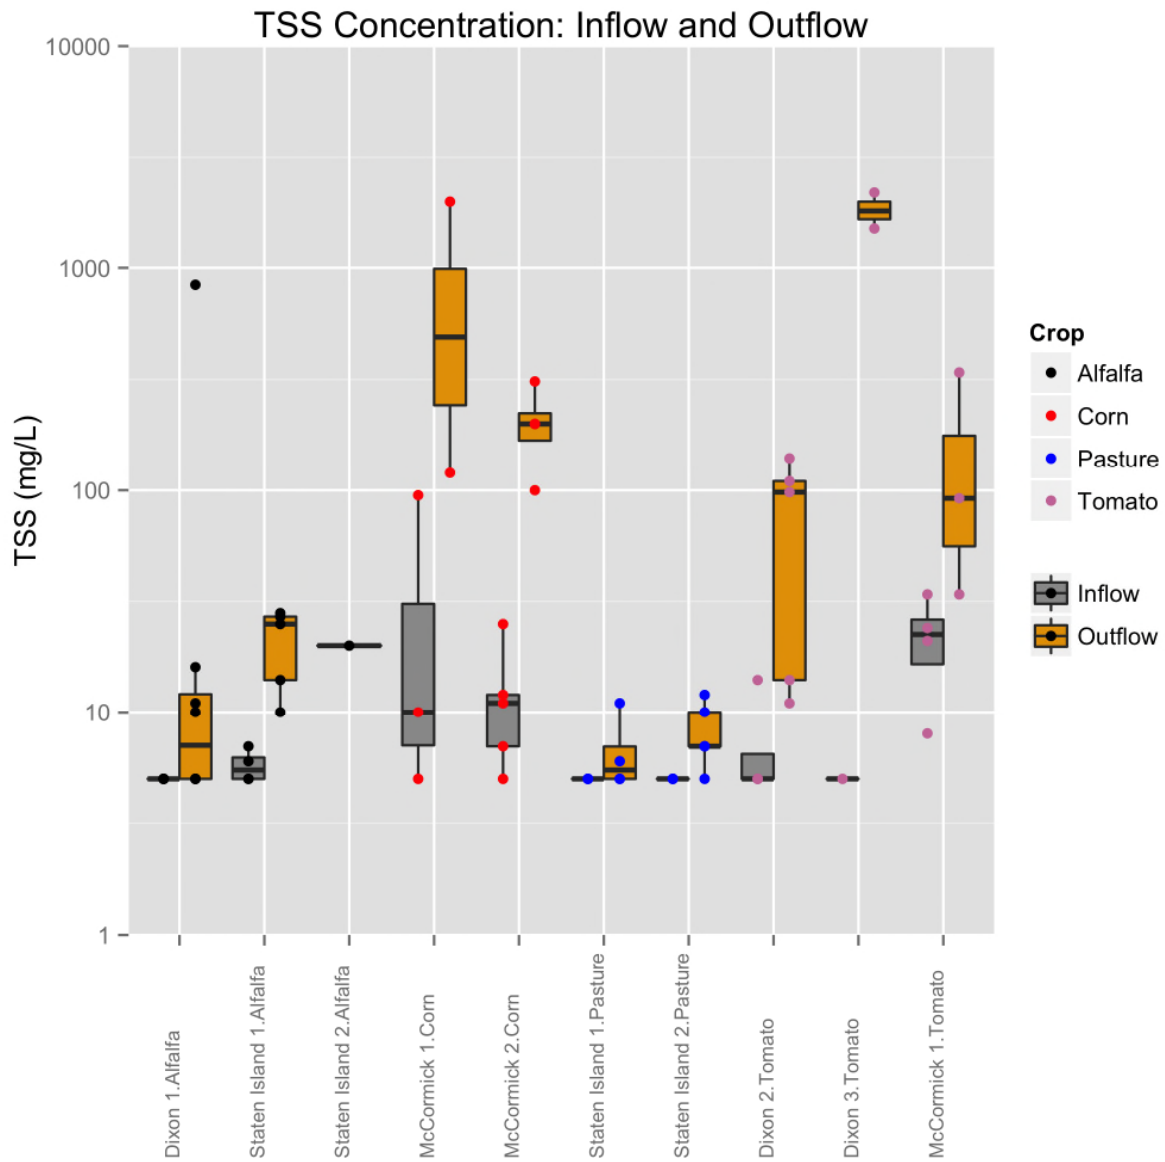 TSS Concentration: Inflow and Outflow
TSS (mg/L)
10000
1000
100
10
1
Dixon 1.Alfalfa
Staten Island 1.Alfalfa
Staten Island 2.Alfalfa
McCormick 1.Corn
McCormick 2.Corn
Staten Island 1.Pasture
Staten Island 2.Pasture
Dixon 2.Tomato
Dixon 3.Tomato
McCormick 1.Tomato
Crop
Alfalfa
Corn
Pasture
Tomato
Inflow
Outflow